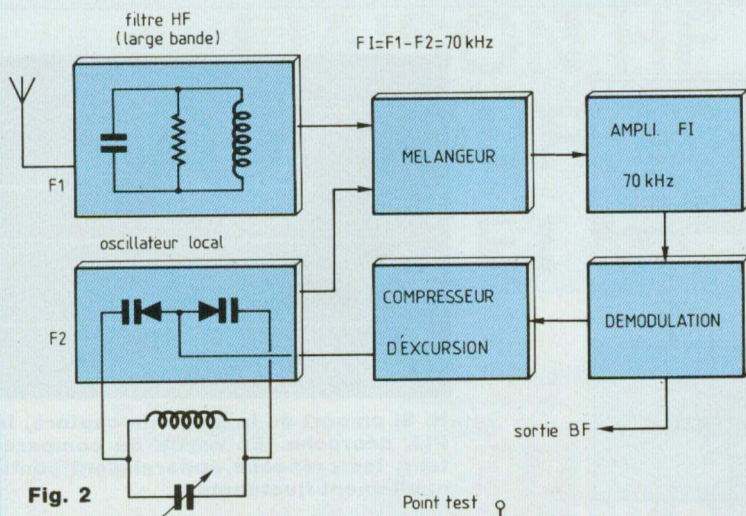 filtre HF
(large bande)
FI=F1-F2=70 kHz
F1
MELANGEUR
AMPLI. FI
70 kHz
oscillateur local
F2
COMPRESSEUR
D'ÉXCURSION
DEMODULATION
sortie BF
Fig. 2
Point test